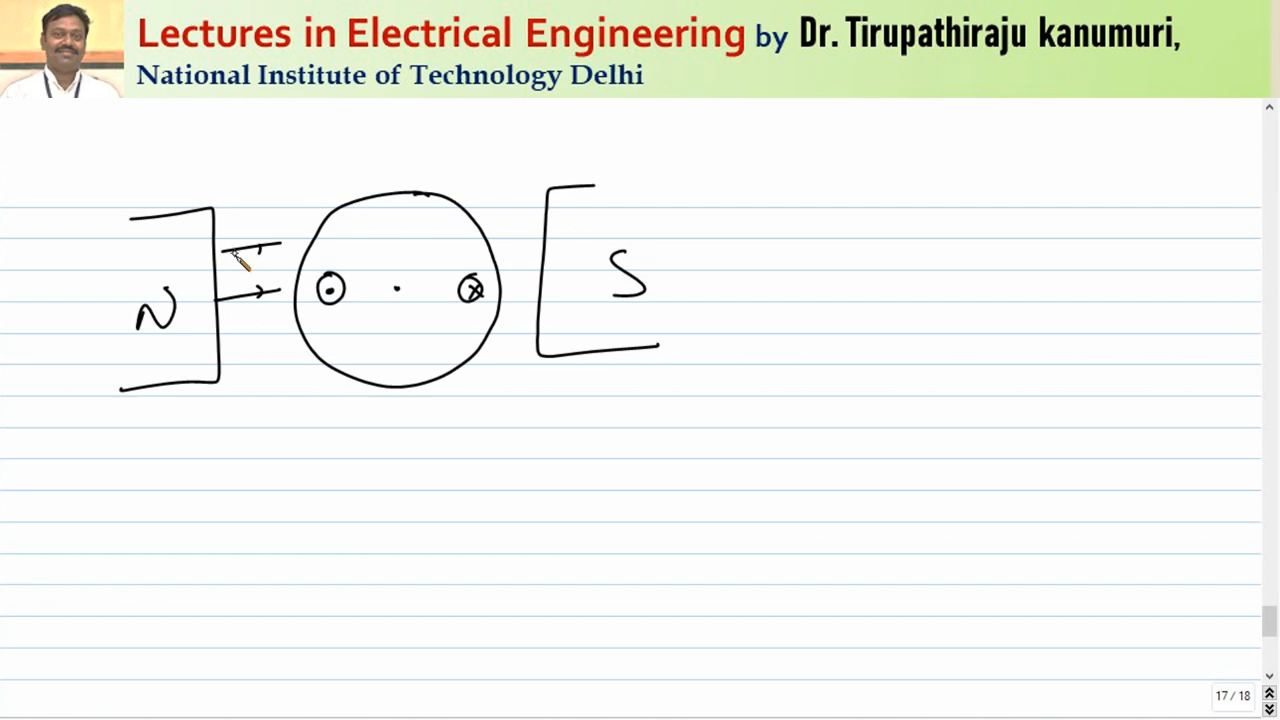 Lectures in Electrical Engineering by Dr. Tirupathiraju kanumuri,
National Institute of Technology Delhi
N
S
17 / 18